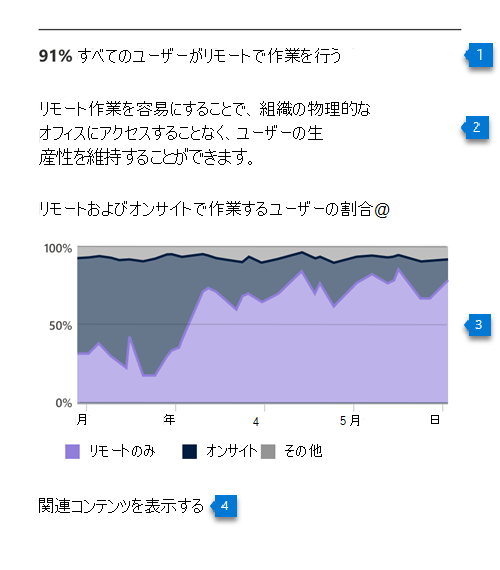 91% すべてのユーザーがリモートで作業を行う
1
リモート作業を容易にすることで、組織の物理的な
オフィスにアクセスすることなく、ユーザーの生
産性を維持することができます。
2
リモートおよびオンサイトで作業するユーザーの割合@
100%
50%
0%
3
月 年 4 5月 日
リモートのみ オンサイト その他
関連コンテンツを表示する 4